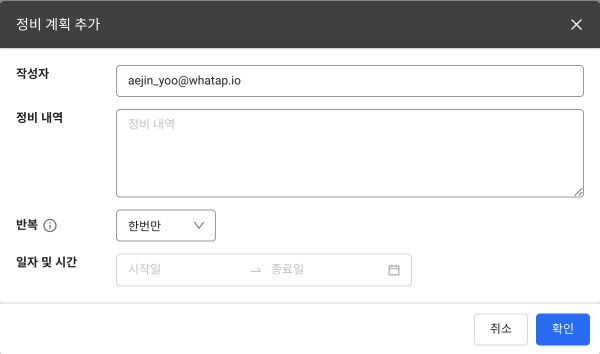 정비 계획 추가
작성자
aejin_yoo@whatap.io
정비 내역
정비 내역
반복
한번만
일자 및 시간
시작일
종료일
취소
확인